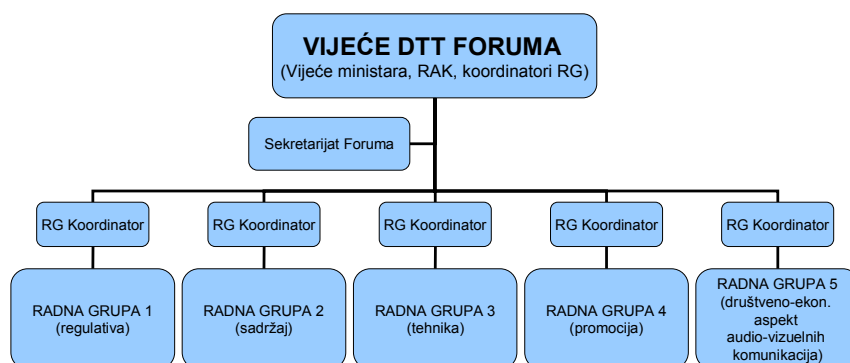 VIJEĆE DTT FORUMA
(Vijeće ministara, RAK, koordinatori RG)
Sekretarijat Foruma
RG Koordinator
RG Koordinator
RG Koordinator
RG Koordinator
RG Koordinator
RADNA GRUPA 1
(regulativa)
RADNA GRUPA 2
(sadržaj)
RADNA GRUPA 3
(tehnika)
RADNA GRUPA 4
(promocija)
RADNA GRUPA 5
(društveno-ekon.
aspekt
audio-vizuelnih
komunikacija)